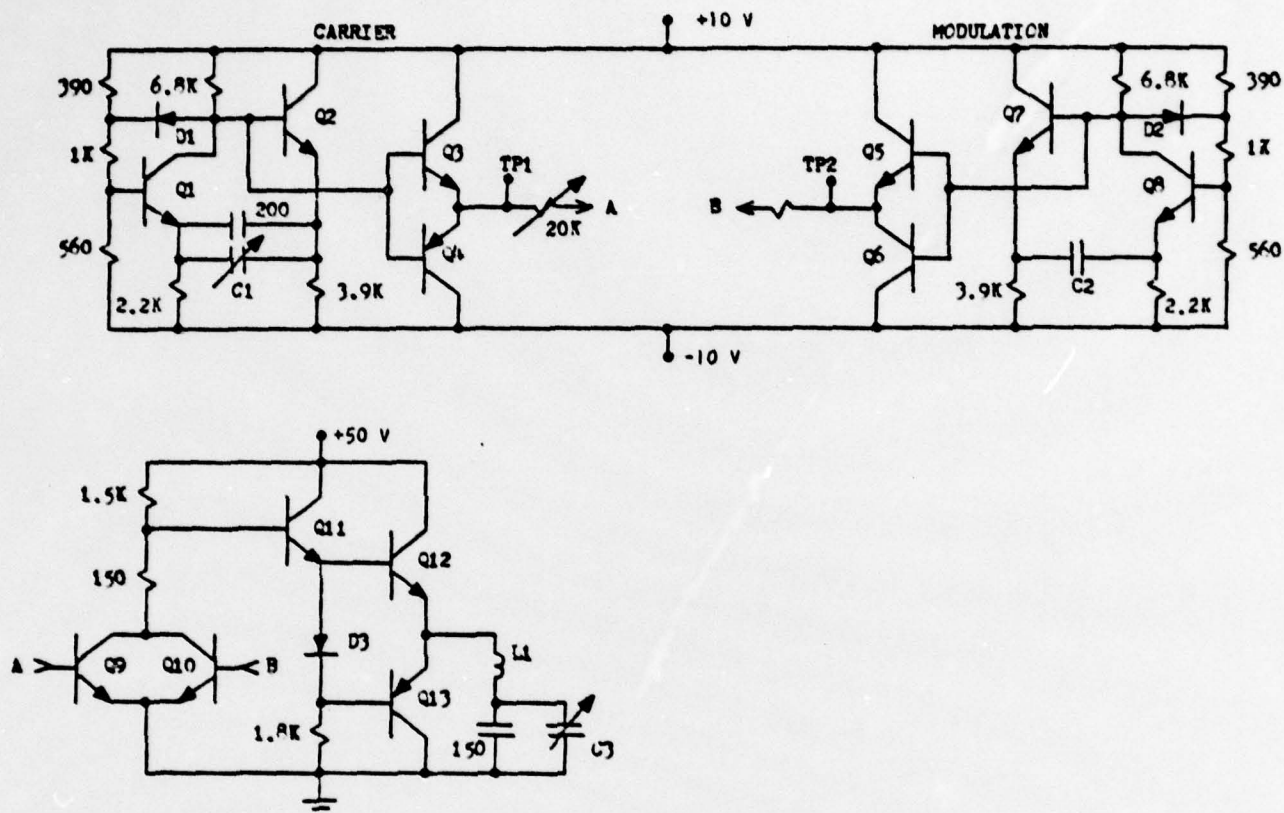 +10 V
CARRIER
MODULATION
390
6.8K
Q2
D1
1K
Q1
Q3
TP1
200
20K
A
560
Q4
C1
2.2K
3.9K
-10 V
Q7
6.8K
390
D2
1K
Q5
TP2
Q8
B
Q6
560
3.9K
C2
2.2K
+50 V
1.5K
Q11
Q12
150
D3
L1
A
Q9
Q10
B
Q13
1.8K
150
C3